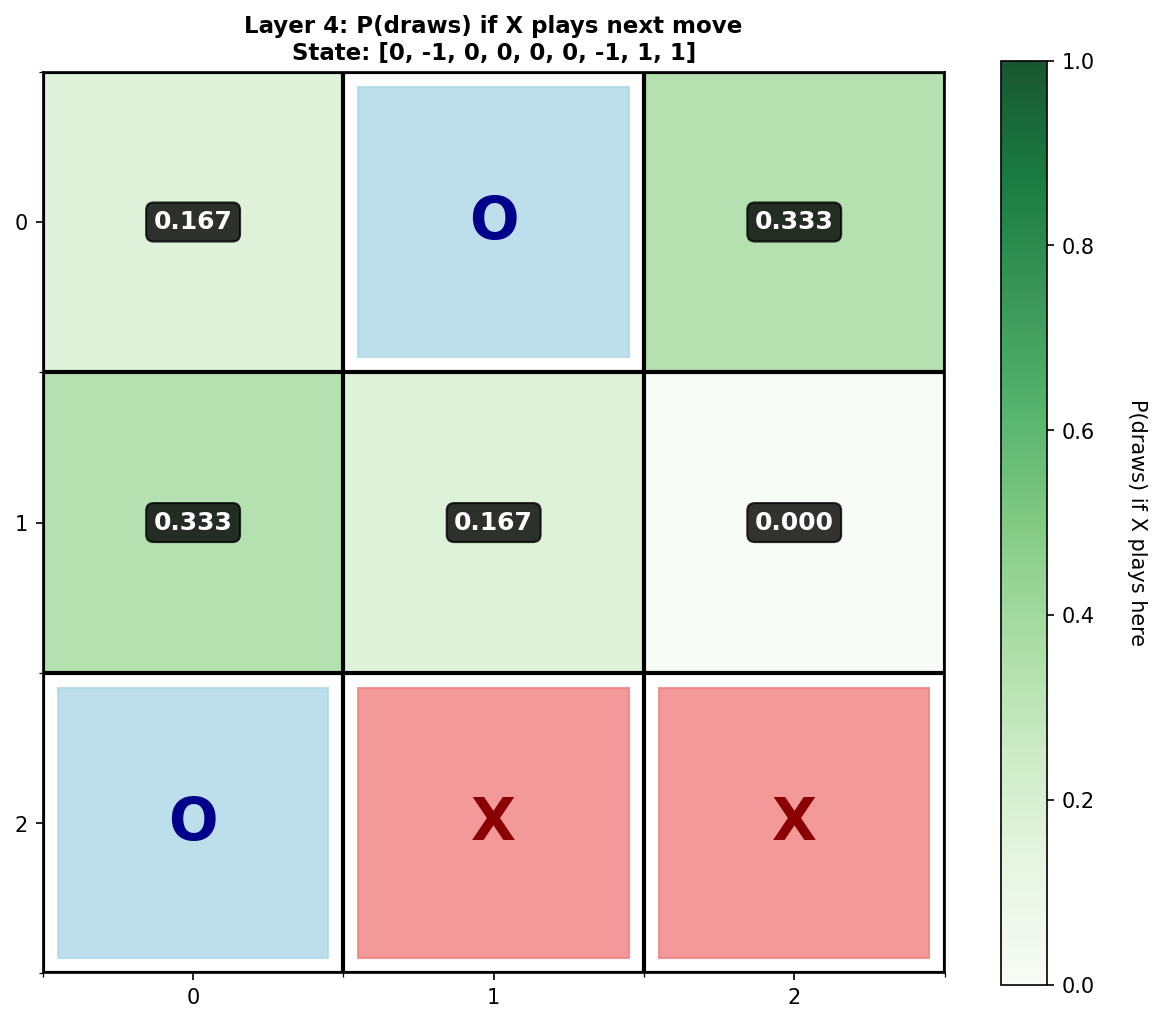 Layer 4: P(draws) if X plays next move
State: [0, -1, 0, 0, 0, 0, -1, 1, 1]
0
0.167
O
0.333
1
0.333
0.167
0.000
2
O
X
X
0
1
2
1.0
0.8
0.6
0.4
0.2
0.0
P(draws) if X plays here